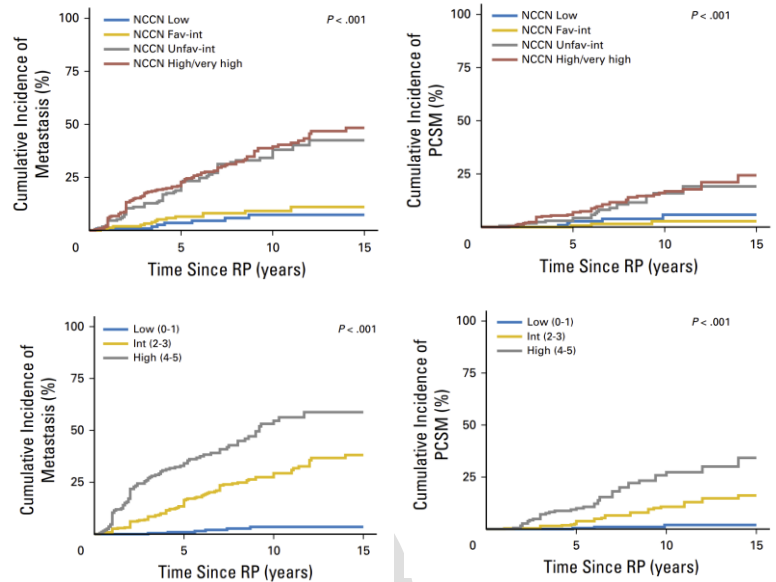 Cumulative Incidence of
Metastasis (%)
100
75
50
25
NCCN Low
NCCN Fav-int
NCCN Unfav-int
NCCN High/very high
P < .001
5
10
15
Time Since RP (years)
Cumulative Incidence of
PCSM (%)
100
75
50
25
NCCN Low
NCCN Fav-int
NCCN Unfav-int
NCCN High/very high
P < .001
5
10
15
Time Since RP (years)
Cumulative Incidence of
Metastasis (%)
100
75
50
25
Low (0-1)
Int (2-3)
High (4-5)
P < .001
5
10
15
Time Since RP (years)
Cumulative Incidence of
PCSM (%)
100
75
50
25
Low (0-1)
Int (2-3)
High (4-5)
P < .001
5
10
15
Time Since RP (years)